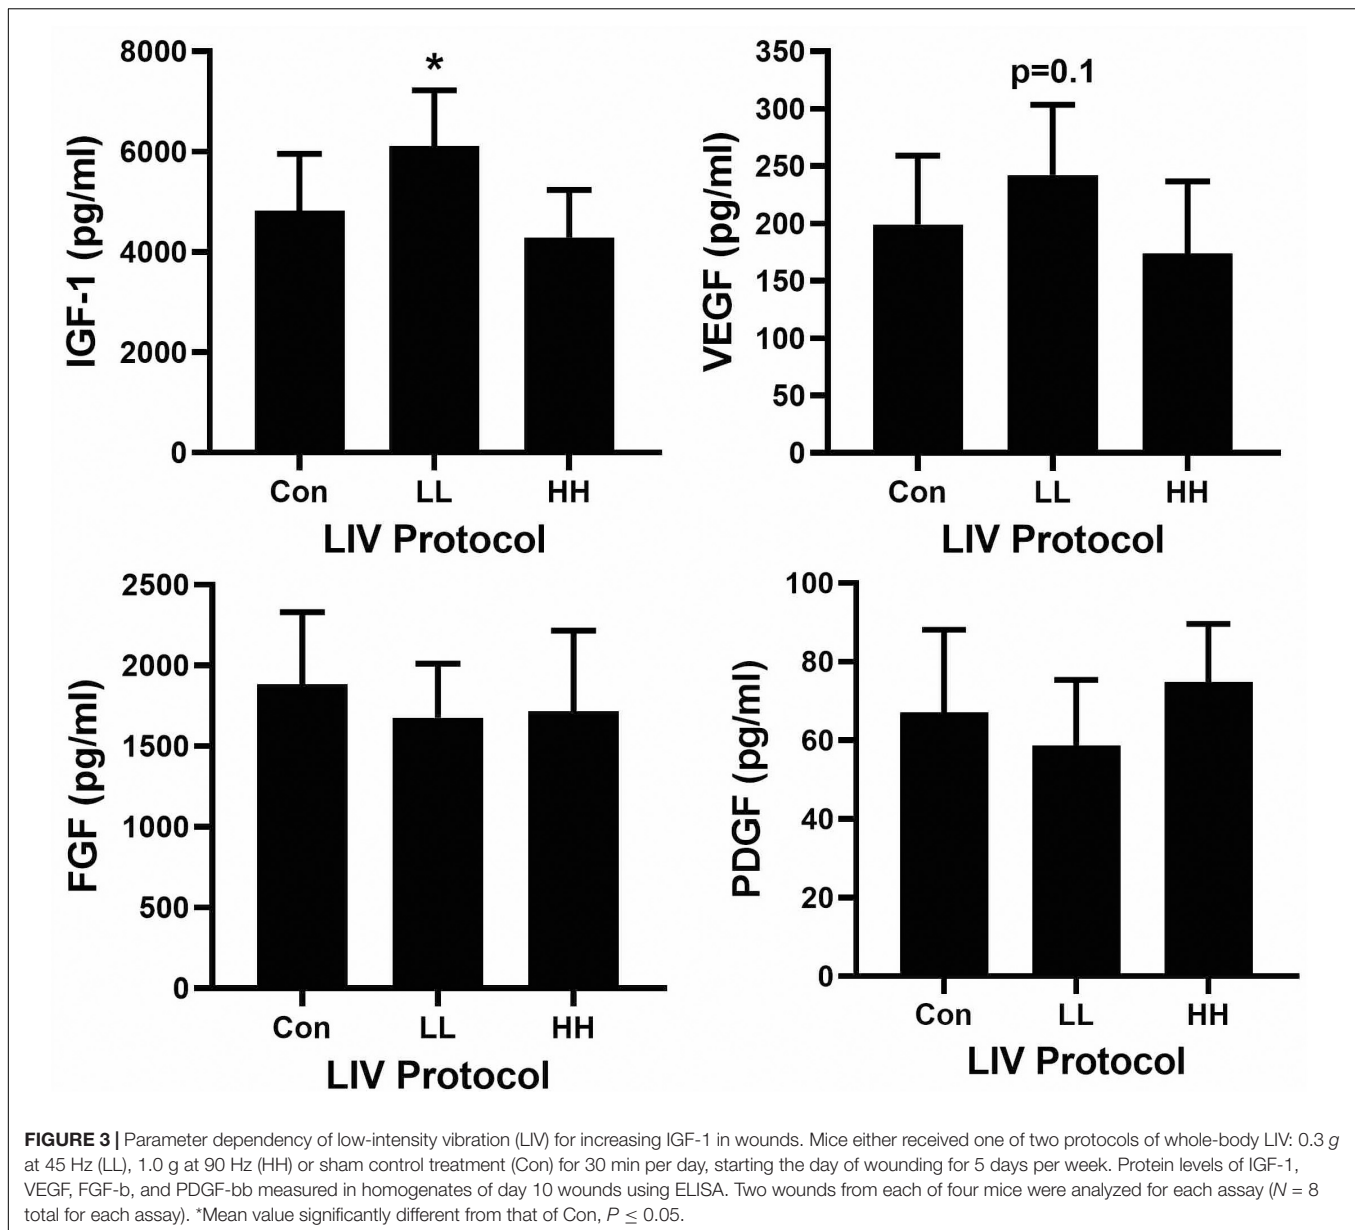 8000
6000
4000
2000
0
IGF-1 (pg/ml)
*
Con LL HH
LIV Protocol
350
300
250
200
150
100
50
0
VEGF (pg/ml)
p=0.1
Con LL HH
LIV Protocol
2500
2000
1500
1000
500
0
FGF (pg/ml)
Con LL HH
LIV Protocol
100
80
60
40
20
0
PDGF (pg/ml)
Con LL HH
LIV Protocol
FIGURE 3 | Parameter dependency of low-intensity vibration (LIV) for increasing IGF-1 in wounds. Mice either received one of two protocols of whole-body LIV: 0.3 g
at 45 Hz (LL), 1.0 g at 90 Hz (HH) or sham control treatment (Con) for 30 min per day, starting the day of wounding for 5 days per week. Protein levels of IGF-1,
VEGF, FGF-b, and PDGF-bb measured in homogenates of day 10 wounds using ELISA. Two wounds from each of four mice were analyzed for each assay (N = 8
total for each assay). *Mean value significantly different from that of Con, P ≤ 0.05.